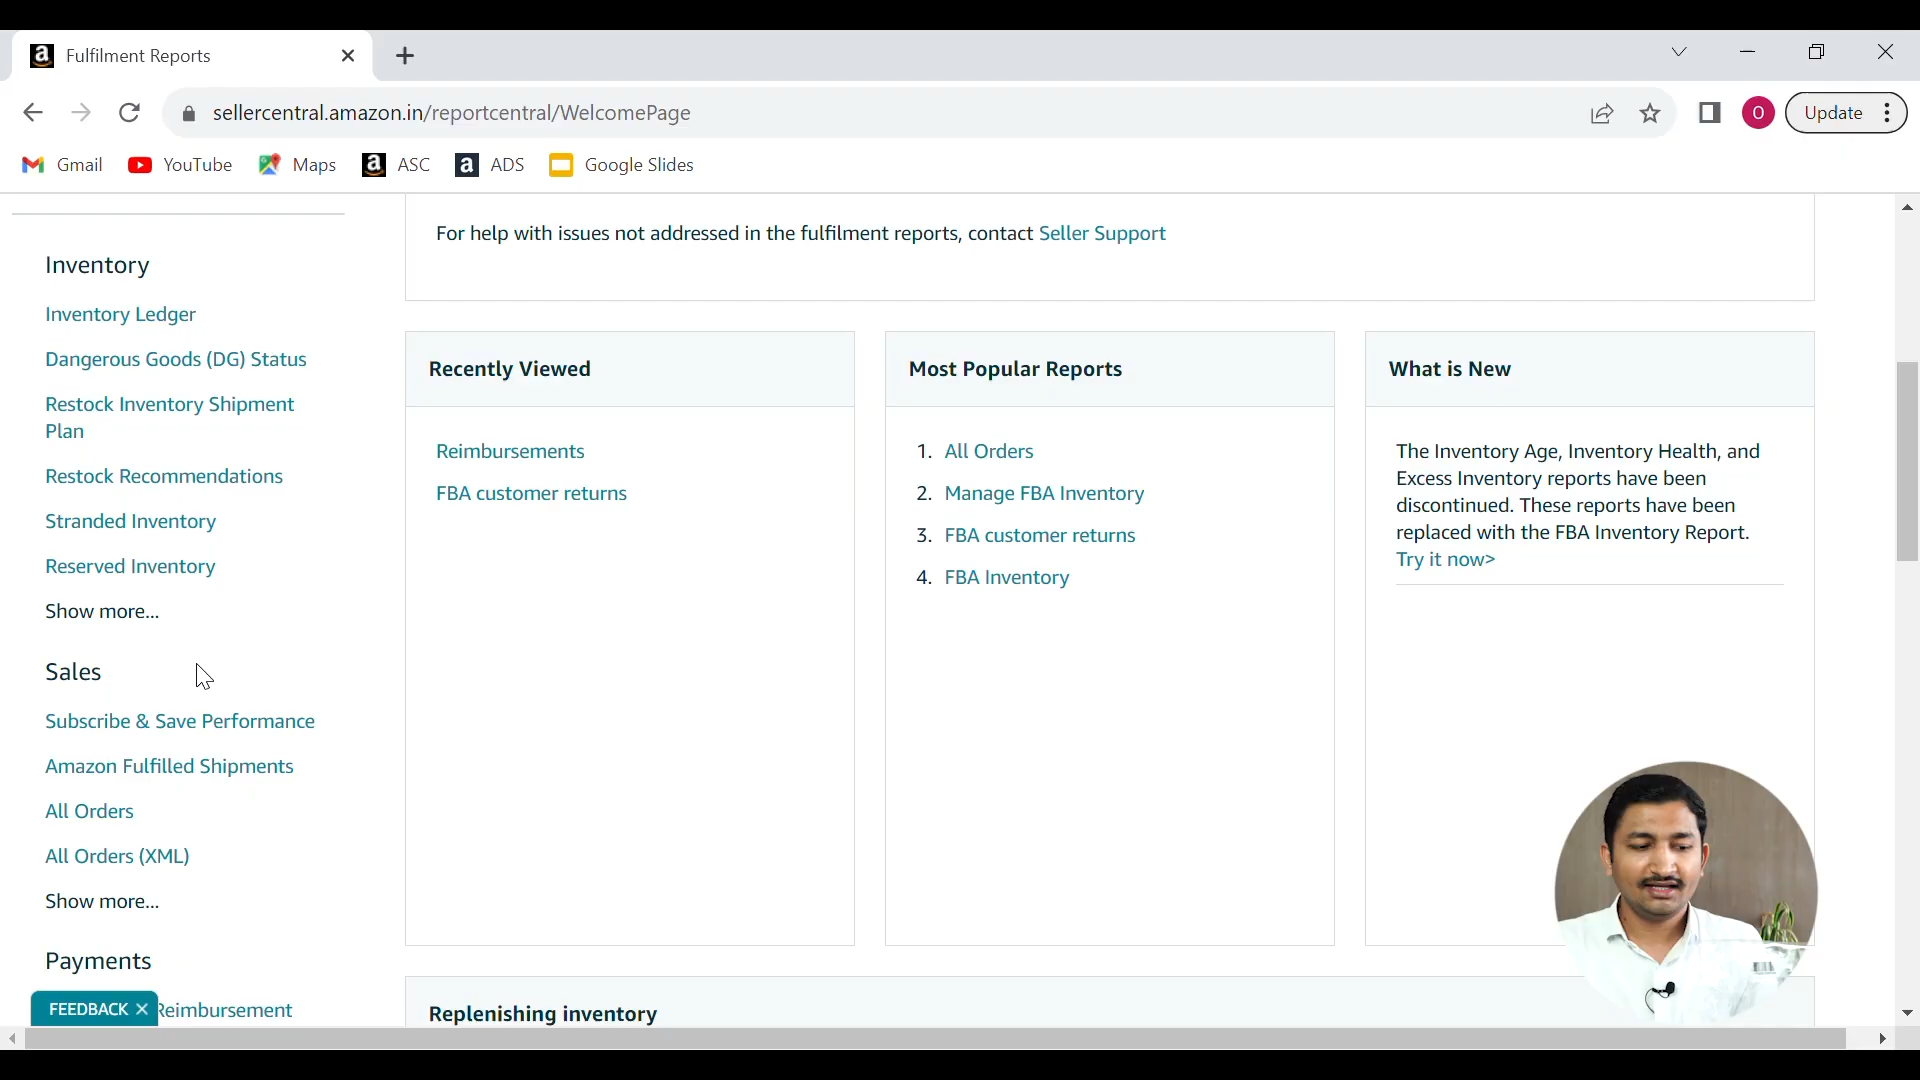 Fulfilment Reports
sellercentral.amazon.in/reportcentral/WelcomePage
O
Update
Gmail
YouTube
Maps
ASC
ADS
Google Slides
Inventory
Inventory Ledger
Dangerous Goods (DG) Status
Restock Inventory Shipment
Plan
Restock Recommendations
Stranded Inventory
Reserved Inventory
Show more...
Sales
Subscribe & Save Performance
Amazon Fulfilled Shipments
All Orders
All Orders (XML)
Show more...
Payments
FEEDBACK
Reimbursement
For help with issues not addressed in the fulfilment reports, contact Seller Support
Recently Viewed
Reimbursements
FBA customer returns
Most Popular Reports
1. All Orders
2. Manage FBA Inventory
3. FBA customer returns
4. FBA Inventory
What is New
The Inventory Age, Inventory Health, and
Excess Inventory reports have been
discontinued. These reports have been
replaced with the FBA Inventory Report.
Try it now>
Replenishing inventory